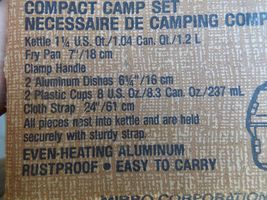 COMPACT CAMP SET
NECESSAIRE DE CAMPING COMP
Kettle 1¼ U.S. Qt./1.04 Can. Qt./1.2 L
Fry Pan 7"/18 cm
Clamp Handle
2 Aluminum Dishes 6¼"/16 cm
2 Plastic Cups 8 U.S. Oz./8.3 Can. Oz./237 mL
Cloth Strap 24"/61 cm
All pieces nest into kettle and are held
securely with sturdy strap.
EVEN-HEATING ALUMINUM
RUSTPROOF • EASY TO CARRY
MIRRO CORPORATION